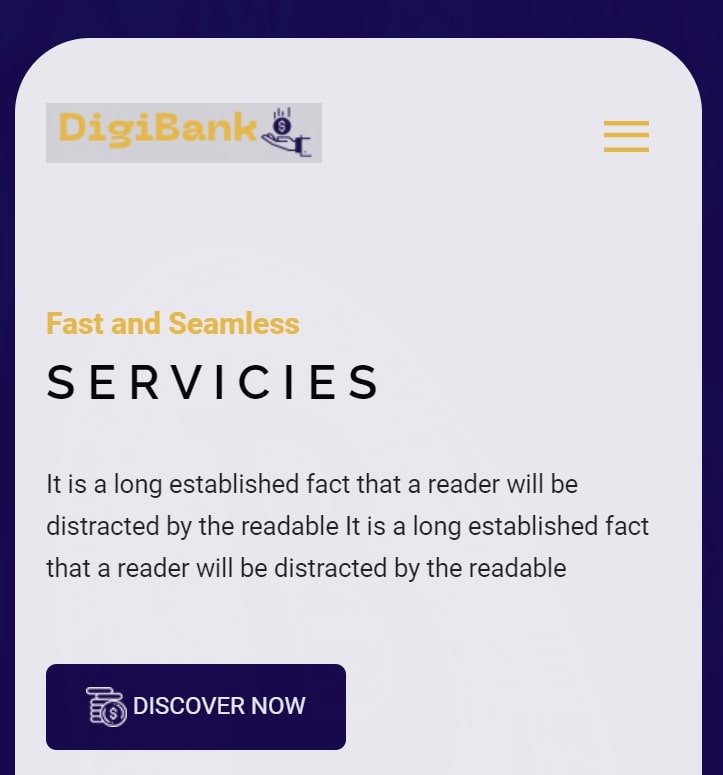 DigiBank
Fast and Seamless
SERVICIES
It is a long established fact that a reader will be
distracted by the readable It is a long established fact
that a reader will be distracted by the readable
DISCOVER NOW